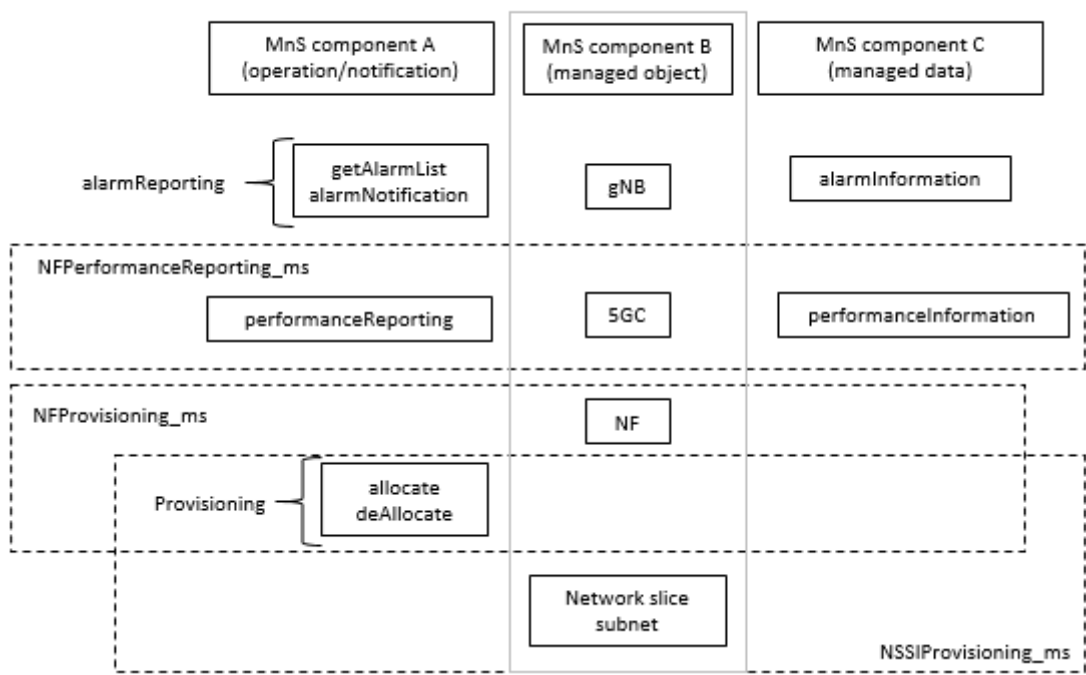 MnS component A
(operation/notification)
MnS component B
(managed object)
MnS component C
(managed data)
alarmReporting
getAlarmList
alarmNotification
gNB
alarmInformation
NFPerformanceReporting_ms
performanceReporting
5GC
performanceInformation
NFProvisioning_ms
NF
Provisioning
allocate
deAllocate
Network slice
subnet
NSSIProvisioning_ms